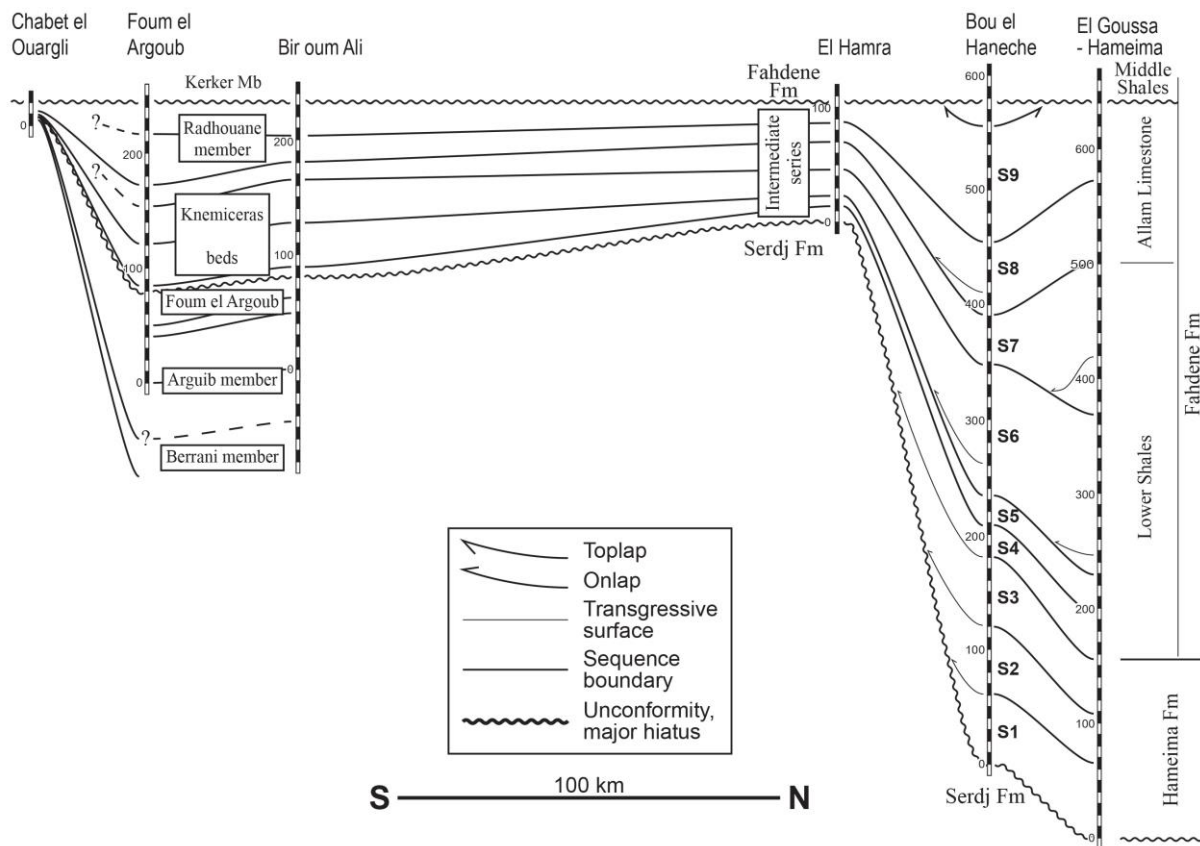 Chabet el
Ouargli
Foum el
Argoub
Bir oum Ali
El Hamra
Bou el
Haneche
El Goussa
- Hameima
Kerker Mb
Fahdene
Fm
Middle
Shales
Radhouane
member
Knemiceras
beds
Foum el Argoub
Arguib member
Berrani member
Intermediate
series
Serdj Fm
Serdj Fm
0
?
?
?
200
100
0
200
100
0
100
0
600
500
400
300
200
100
0
S9
S8
S7
S6
S5
S4
S3
S2
S1
600
500
400
300
200
100
0
Allam Limestone
Lower Shales
Fahdene Fm
Hameima Fm
Toplap
Onlap
Transgressive
surface
Sequence
boundary
Unconformity,
major hiatus
S
100 km
N